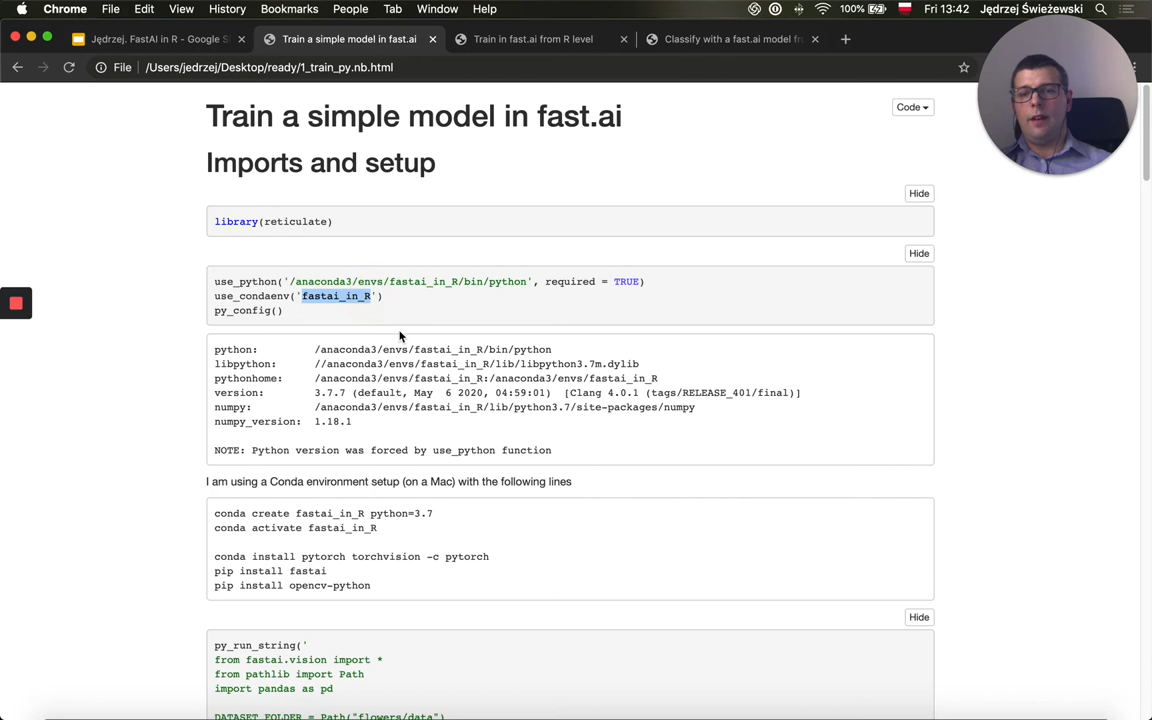 Chrome File Edit View History Bookmarks People Tab Window Help 100% Fri 13:42 Jędrzej Świeżewski
Jędrzej. FastAI in R - Google S
Train a simple model in fast.ai
Train in fast.ai from R level
Classify with a fast.ai model fr
File /Users/jedrzej/Desktop/ready/1_train_py.nb.html
Train a simple model in fast.ai
Code
Imports and setup
Hide
library(reticulate)
Hide
use_python('/anaconda3/envs/fastai_in_R/bin/python', required = TRUE)
use_condaenv('fastai_in_R')
py_config()
python: /anaconda3/envs/fastai_in_R/bin/python
libpython: //anaconda3/envs/fastai_in_R/lib/libpython3.7m.dylib
pythonhome: /anaconda3/envs/fastai_in_R:/anaconda3/envs/fastai_in_R
version: 3.7.7 (default, May  6 2020, 04:59:01)  [Clang 4.0.1 (tags/RELEASE_401/final)]
numpy: /anaconda3/envs/fastai_in_R/lib/python3.7/site-packages/numpy
numpy_version: 1.18.1
NOTE: Python version was forced by use_python function
I am using a Conda environment setup (on a Mac) with the following lines
conda create fastai_in_R python=3.7
conda activate fastai_in_R
conda install pytorch torchvision -c pytorch
pip install fastai
pip install opencv-python
Hide
py_run_string('
from fastai.vision import *
from pathlib import Path
import pandas as pd
DATASET_FOLDER = Path("flowers/data")